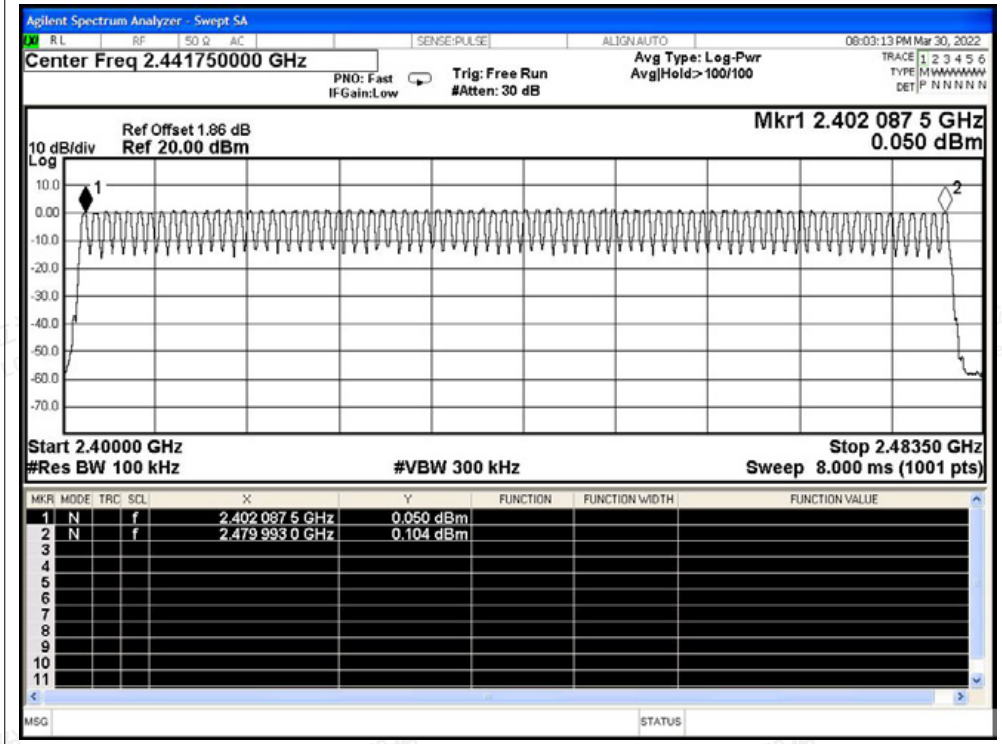 Agilent Spectrum Analyzer - Swept SA
RL RF 50 Ω AC SENSE:PULSE ALIGN AUTO 08:03:13 PM Mar 30, 2022
Center Freq 2.441750000 GHz
PNO: Fast
IFGain:Low
Trig: Free Run
#Atten: 30 dB
Avg Type: Log-Pwr
Avg|Hold:>100/100
TRACE 1 2 3 4 5 6
TYPE MWWWWW
DET P N N N N N
Ref Offset 1.86 dB
10 dB/div Ref 20.00 dBm
Log
Mkr1 2.402 087 5 GHz
0.050 dBm
10.0
0.00
-10.0
-20.0
-30.0
-40.0
-50.0
-60.0
-70.0
1
2
Start 2.40000 GHz Stop 2.48350 GHz
#Res BW 100 kHz #VBW 300 kHz Sweep 8.000 ms (1001 pts)
MKR MODE TRC SCL X Y FUNCTION FUNCTION WIDTH FUNCTION VALUE
1 N f 2.402 087 5 GHz 0.050 dBm
2 N f 2.479 993 0 GHz 0.104 dBm
3
4
5
6
7
8
9
10
11
MSG STATUS